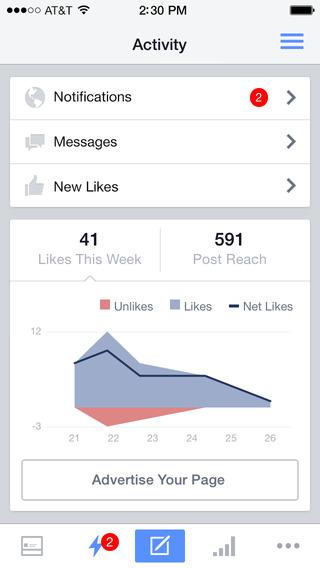 AT&T 2:30 PM
Activity
Notifications 2
Messages
New Likes
41 591
Likes This Week Post Reach
Unlikes Likes Net Likes
12
-3
21 22 23 24 25 26
Advertise Your Page
2